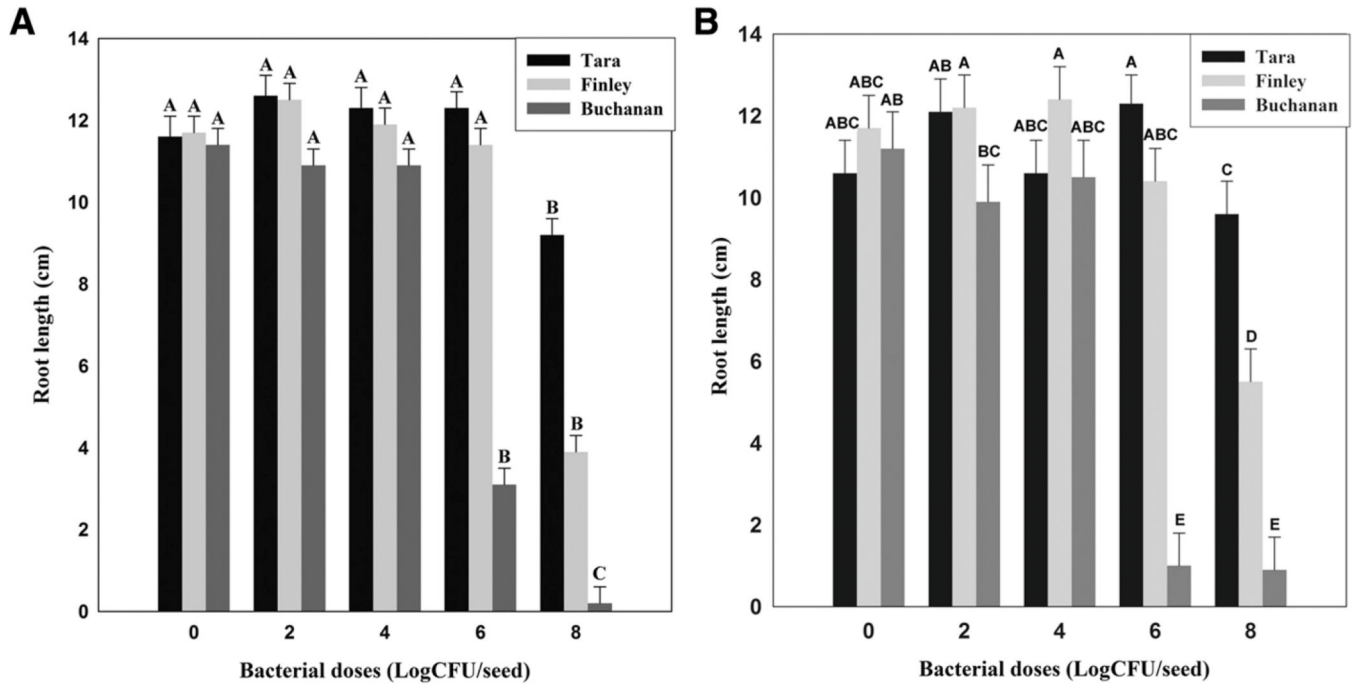 A
14
12
10
8
6
4
2
0
Root length (cm)
Tara
Finley
Buchanan
A A A
A A A
A A A
A A B
B B C
0 2 4 6 8
Bacterial doses (LogCFU/seed)
B
14
12
10
8
6
4
2
0
Root length (cm)
Tara
Finley
Buchanan
ABC ABC AB
AB A BC
ABC A ABC
A ABC E
C D E
0 2 4 6 8
Bacterial doses (LogCFU/seed)